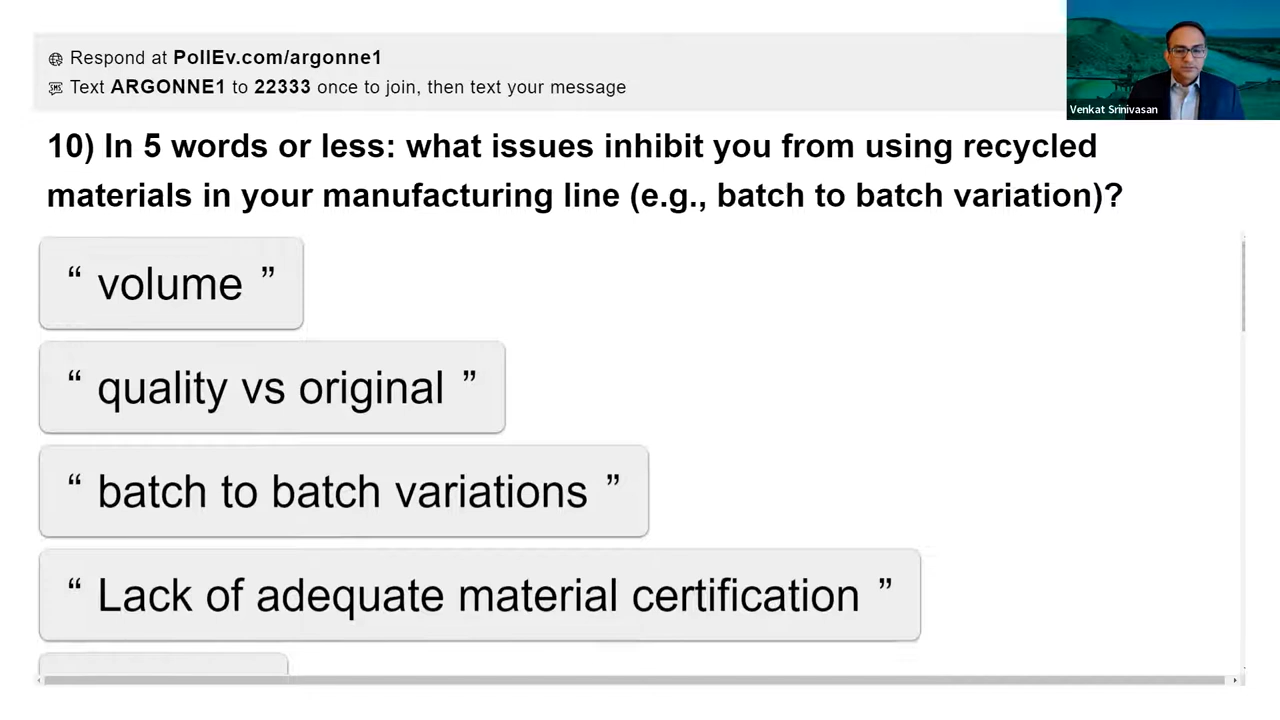 Respond at PollEv.com/argonne1
Text ARGONNE1 to 22333 once to join, then text your message
Venkat Srinivasan
10) In 5 words or less: what issues inhibit you from using recycled
materials in your manufacturing line (e.g., batch to batch variation)?
“ volume ”
“ quality vs original ”
“ batch to batch variations ”
“ Lack of adequate material certification ”